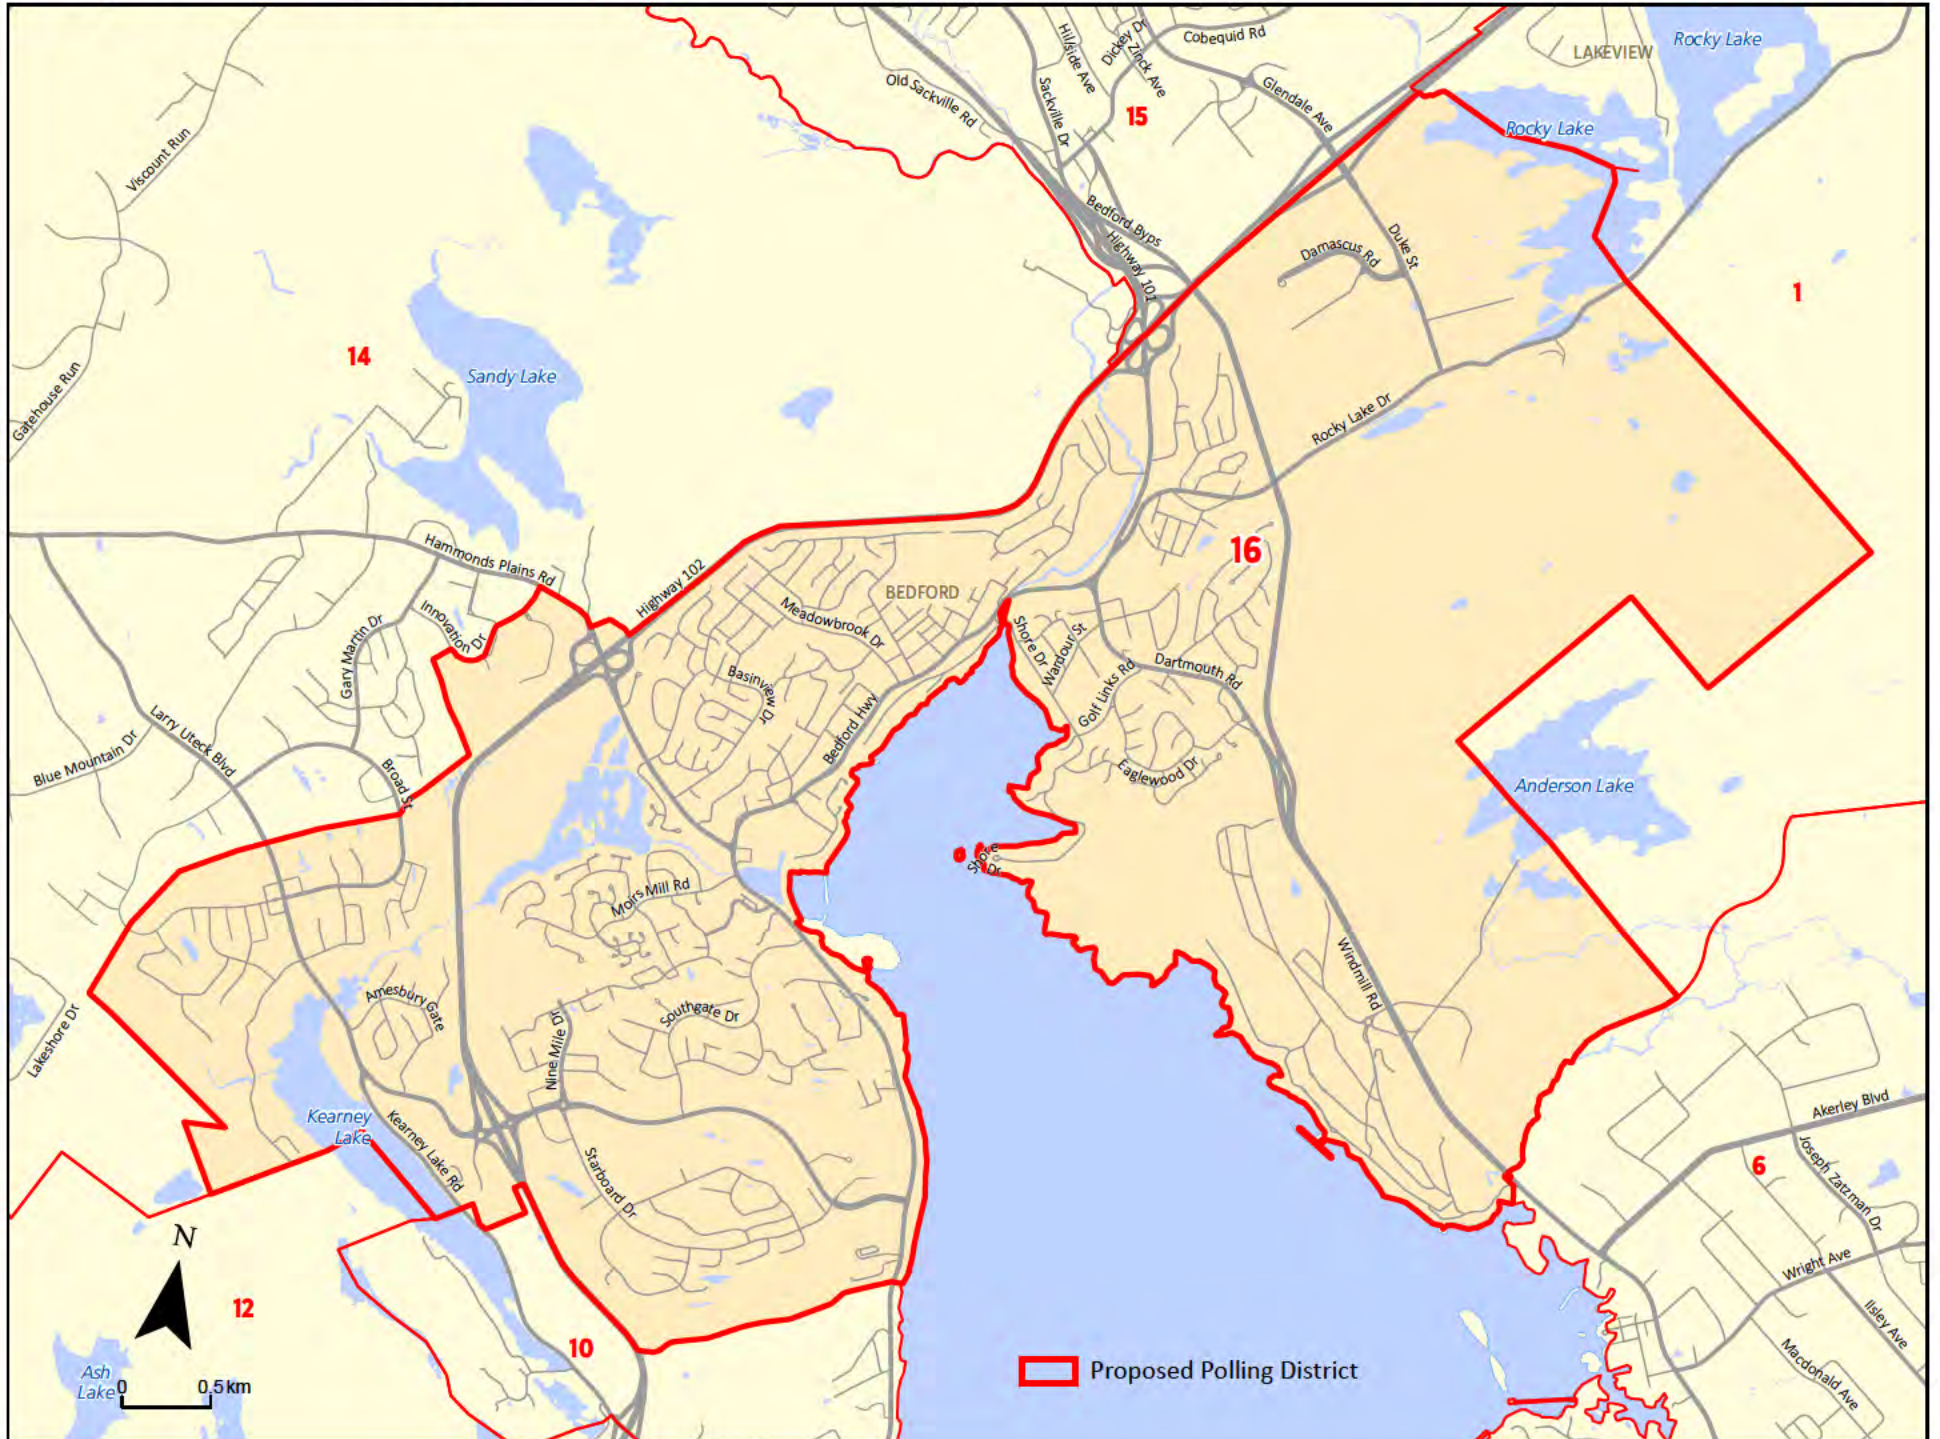 Rocky Lake
LAKEVIEW
Cobequid Rd
Hillside Ave
Dickey Dr
Zinck Ave
Old Sackville Rd
Sackville Dr
Glendale Ave
15
Rocky Lake
Viscount Run
Bedford Byps
Highway 101
Damascus Rd
Duke St
1
14
Sandy Lake
Gatehouse Run
Rocky Lake Dr
Hammonds Plains Rd
Highway 102
16
BEDFORD
Innovation Dr
Gary Martin Dr
Meadowbrook Dr
Shore Dr
Wardour St
Golf Links Rd
Dartmouth Rd
Basinview Dr
Bedford Hwy
Larry Uteck Blvd
Blue Mountain Dr
Broad St
Eaglewood Dr
Anderson Lake
Shore
Dr
Moirs Mill Rd
Amesbury Gate
Southgate Dr
Nine Mile Dr
Windmill Rd
Lakeshore Dr
Kearney
Lake
Kearney Lake Rd
Starboard Dr
Akerley Blvd
Joseph Zatzman Dr
6
Wright Ave
Ilsley Ave
Macdonald Ave
N
12
10
Ash
Lake
0 0.5 km
Proposed Polling District